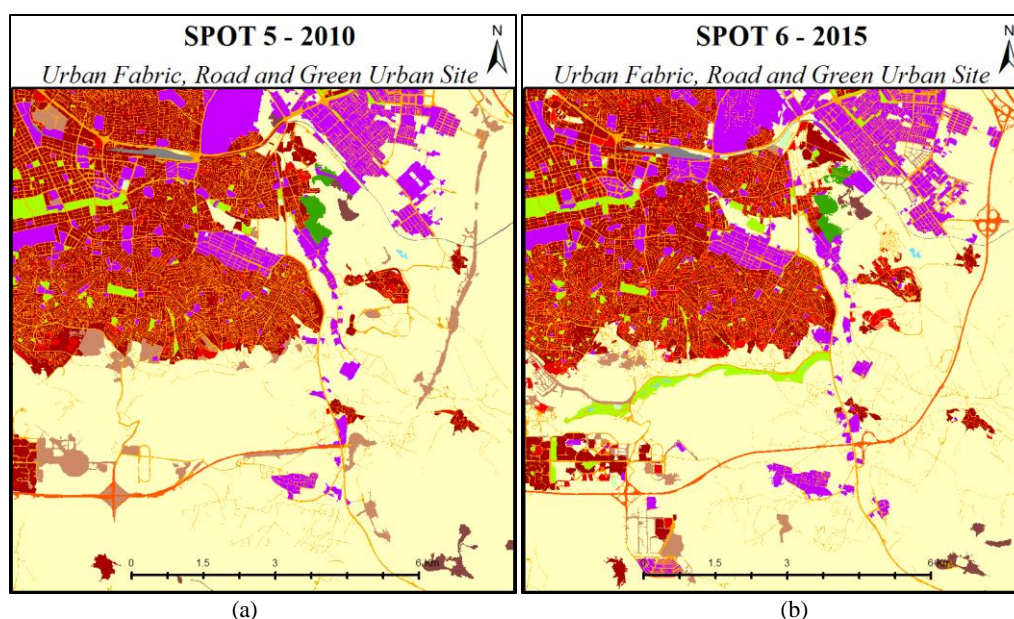 SPOT 5 - 2010
N
Urban Fabric, Road and Green Urban Site
0 1.5 3 6 Km
(a)
SPOT 6 - 2015
N
Urban Fabric, Road and Green Urban Site
0 1.5 3 6 Km
(b)